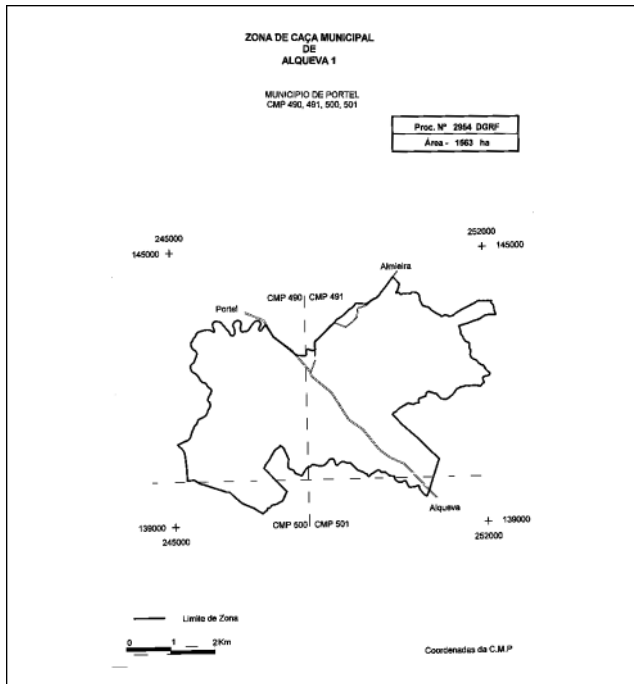 ZONA DE CAÇA MUNICIPAL
DE
ALQUEVA 1
MUNICIPIO DE PORTEL
CMP 490, 491, 500, 501
Proc. Nº 2954 DGRF
Área - 1563 ha
245000
145000
252000
145000
Almieira
CMP 490
CMP 491
Portel
Alqueva
139000
245000
CMP 500
CMP 501
139000
252000
Limite de Zona
0 1 2Km
Coordenadas da C.M.P